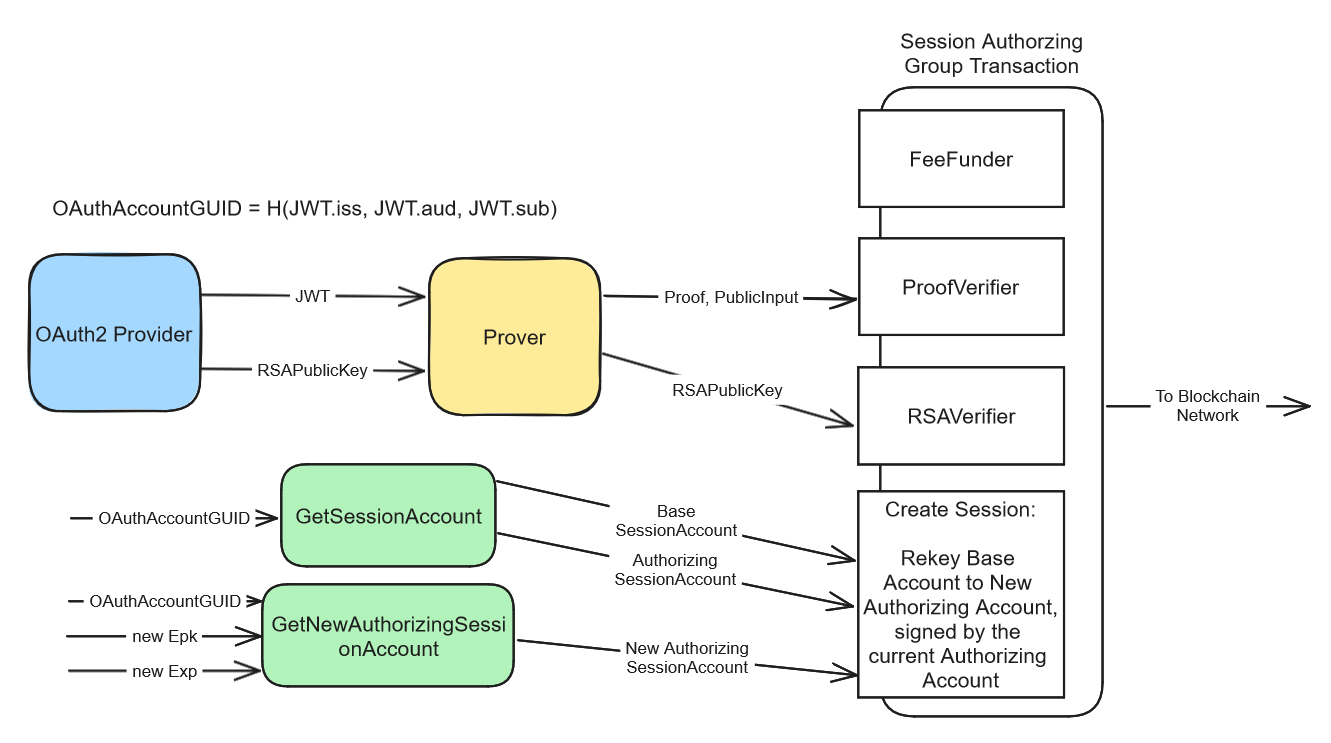 Session Authorzing
Group Transaction
FeeFunder
OAuthAccountGUID = H(JWT.iss, JWT.aud, JWT.sub)
OAuth2 Provider
JWT
RSAPublicKey
Prover
Proof, PublicInput
RSAPublicKey
ProofVerifier
RSAVerifier
To Blockchain
Network
OAuthAccountGUID
GetSessionAccount
Base
SessionAccount
Authorizing
SessionAccount
OAuthAccountGUID
new Epk
new Exp
GetNewAuthorizingSessi
onAccount
New Authorizing
SessionAccount
Create Session:
Rekey Base
Account to New
Authorizing Account,
signed by the
current Authorizing
Account